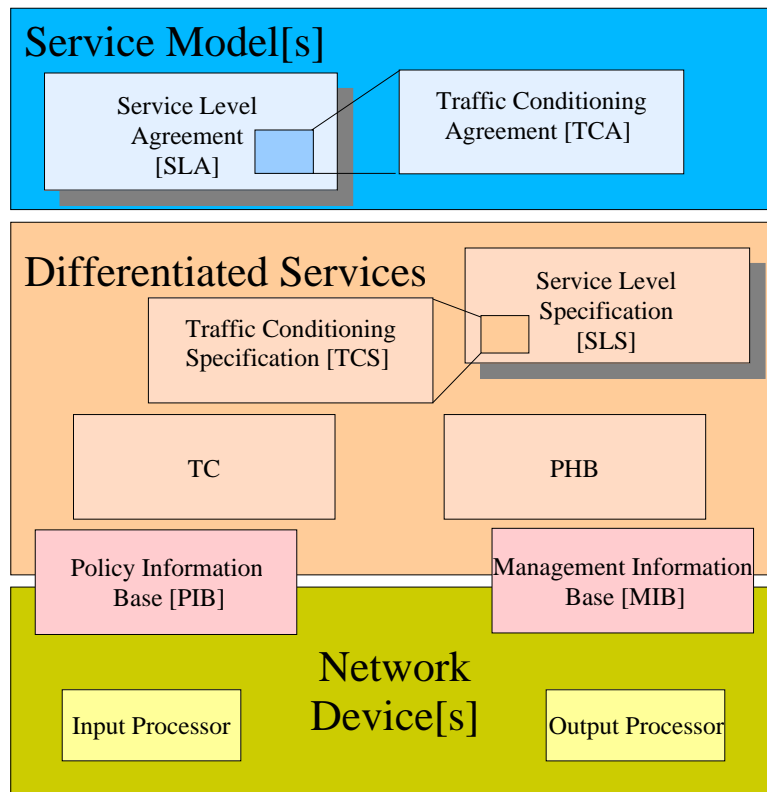 Service Model[s]
Service Level
Agreement
[SLA]
Traffic Conditioning
Agreement [TCA]
Differentiated Services
Service Level
Specification
[SLS]
Traffic Conditioning
Specification [TCS]
TC
PHB
Policy Information
Base [PIB]
Management Information
Base [MIB]
Network
Device[s]
Input Processor
Output Processor